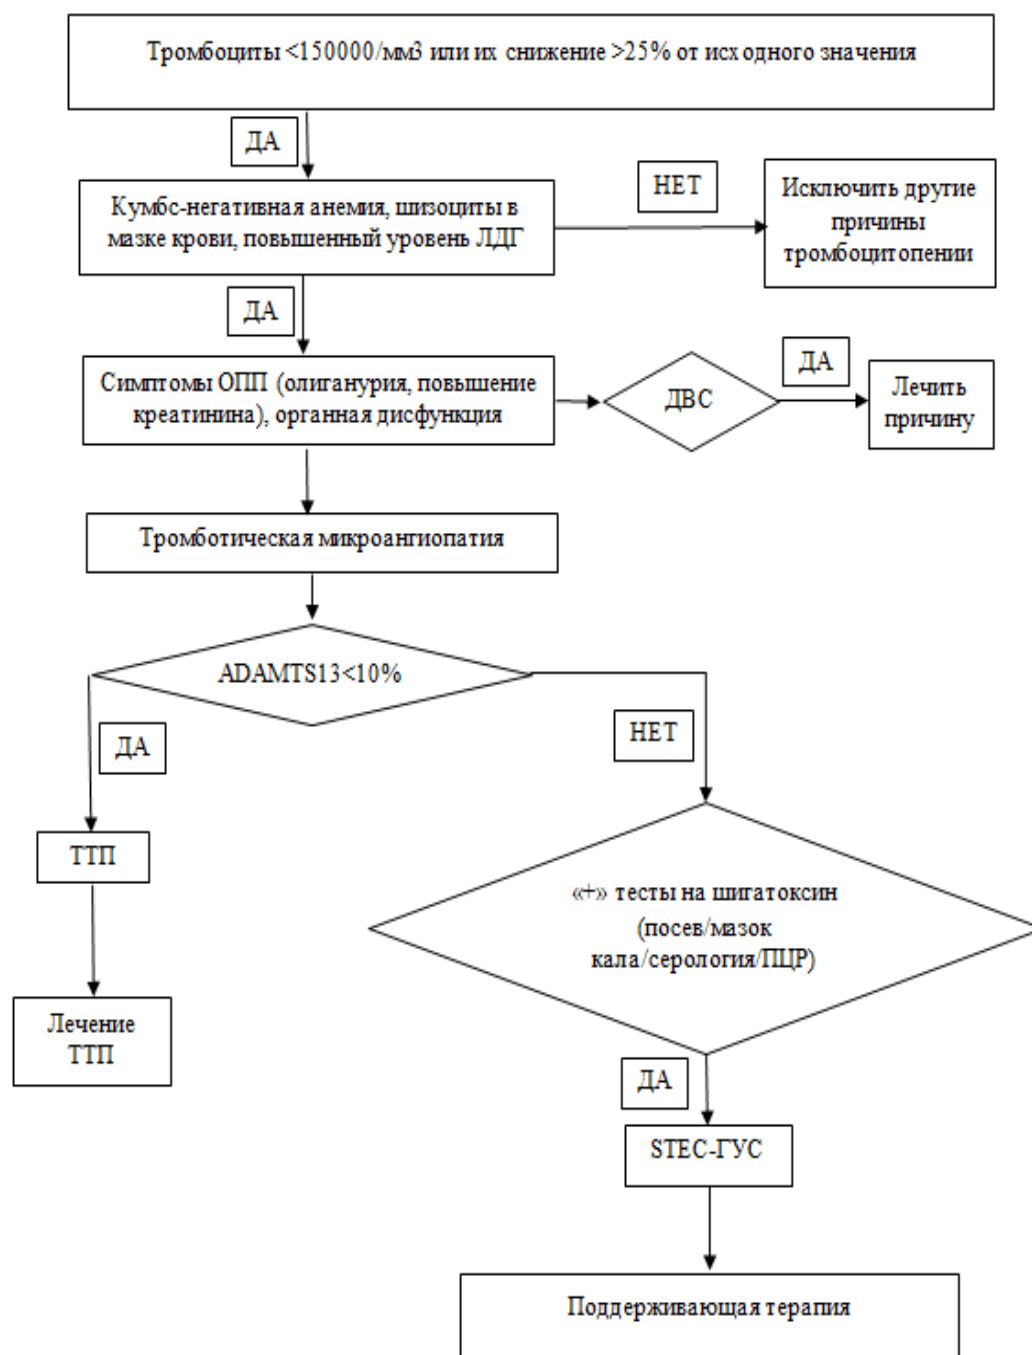 Тромбоциты <150000/мм3 или их снижение >25% от исходного значения
ДА
Кумбс-негативная анемия, шизоциты в
мазке крови, повышенный уровень ЛДГ
НЕТ
Исключить другие
причины
тромбоцитопении
ДА
Симптомы ОПП (олиганурия, повышение
креатинина), органная дисфункция
ДВС
ДА
Лечить
причину
Тромботическая микроангиопатия
ADAMTS13<10%
ДА
НЕТ
ТТП
«+» тесты на шигатоксин
(посев/мазок
кала/серология/ПЦР)
Лечение
ТТП
ДА
STEC-ГУС
Поддерживающая терапия